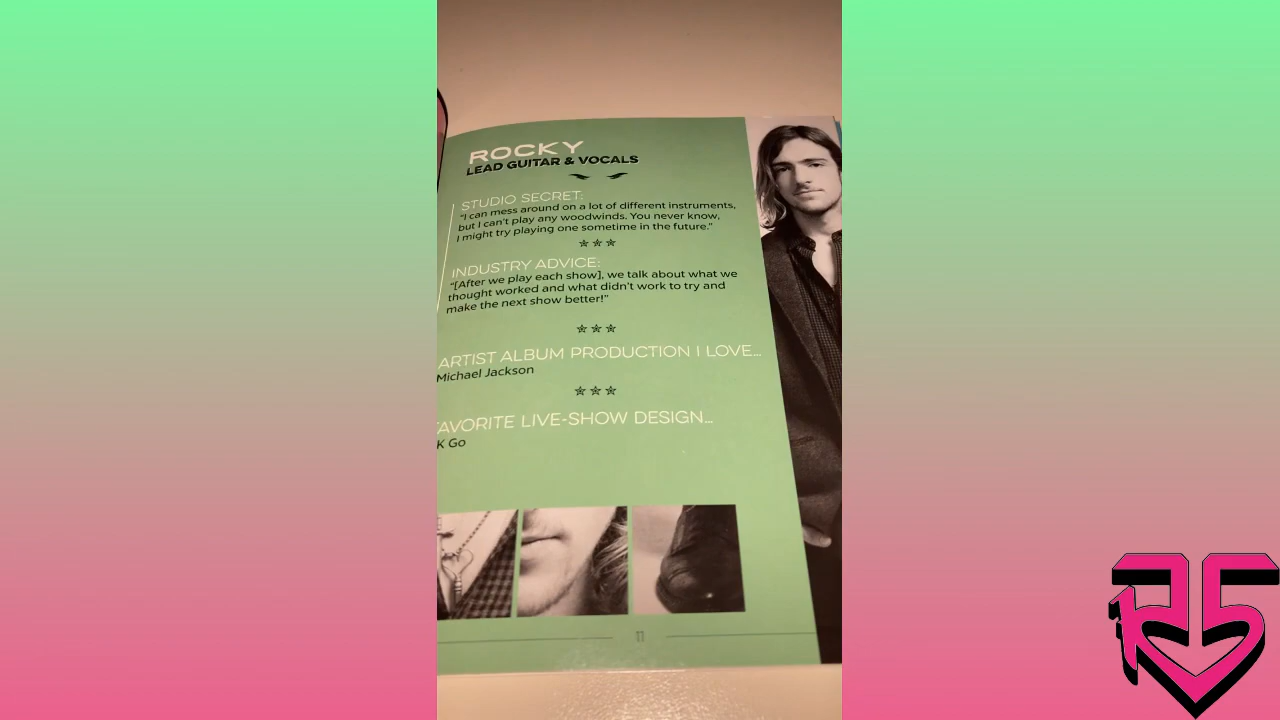 ROCKY
LEAD GUITAR & VOCALS
STUDIO SECRET:
"I can mess around on a lot of different instruments,
but I can't play any woodwinds. You never know,
I might try playing one sometime in the future."
INDUSTRY ADVICE:
"[After we play each show], we talk about what we
thought worked and what didn't work to try and
make the next show better!"
ARTIST ALBUM PRODUCTION I LOVE...
Michael Jackson
AVORITE LIVE-SHOW DESIGN...
K Go
11
R5